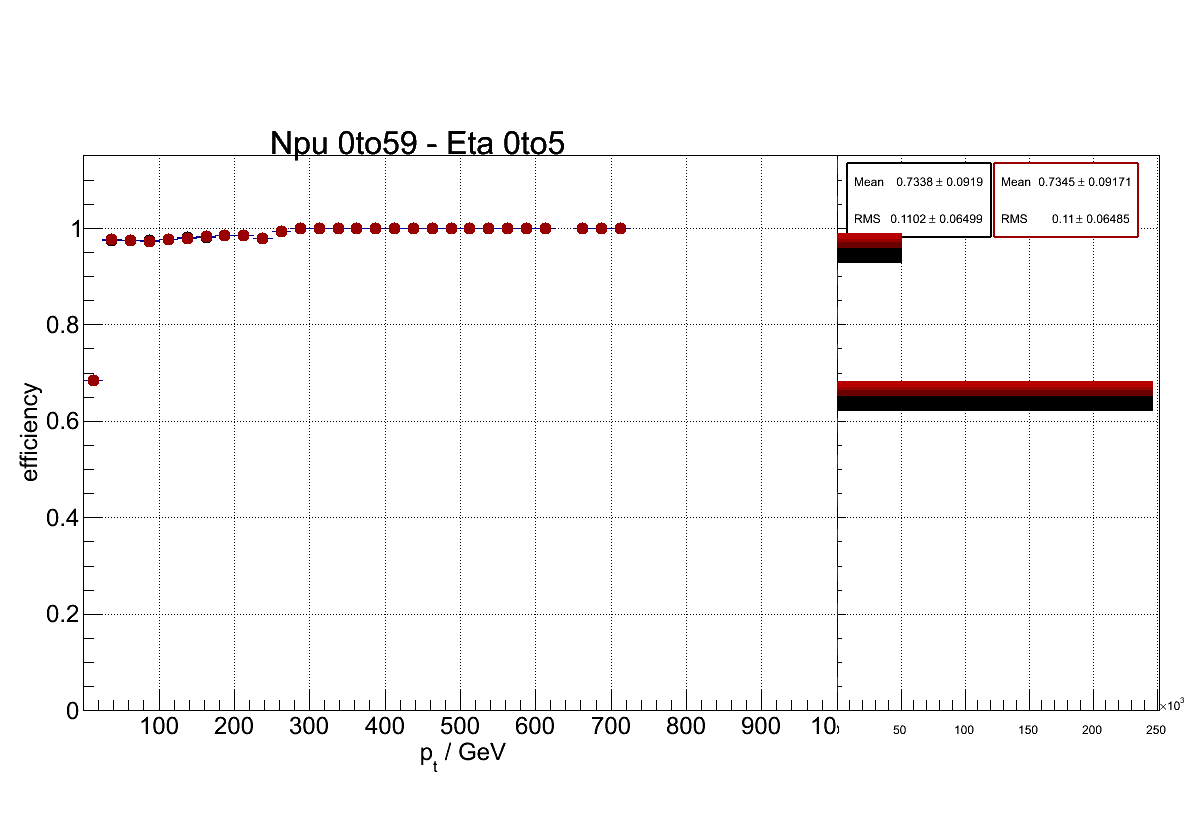 Npu 0to59 - Eta 0to5
Mean 0.7338 ± 0.0919
RMS 0.1102 ± 0.06499
Mean 0.7345 ± 0.09171
RMS 0.11 ± 0.06485
1
0.8
0.6
0.4
0.2
0
efficiency
100 200 300 400 500 600 700 800 900
p_t / GeV
50 100 150 200 250
×10³